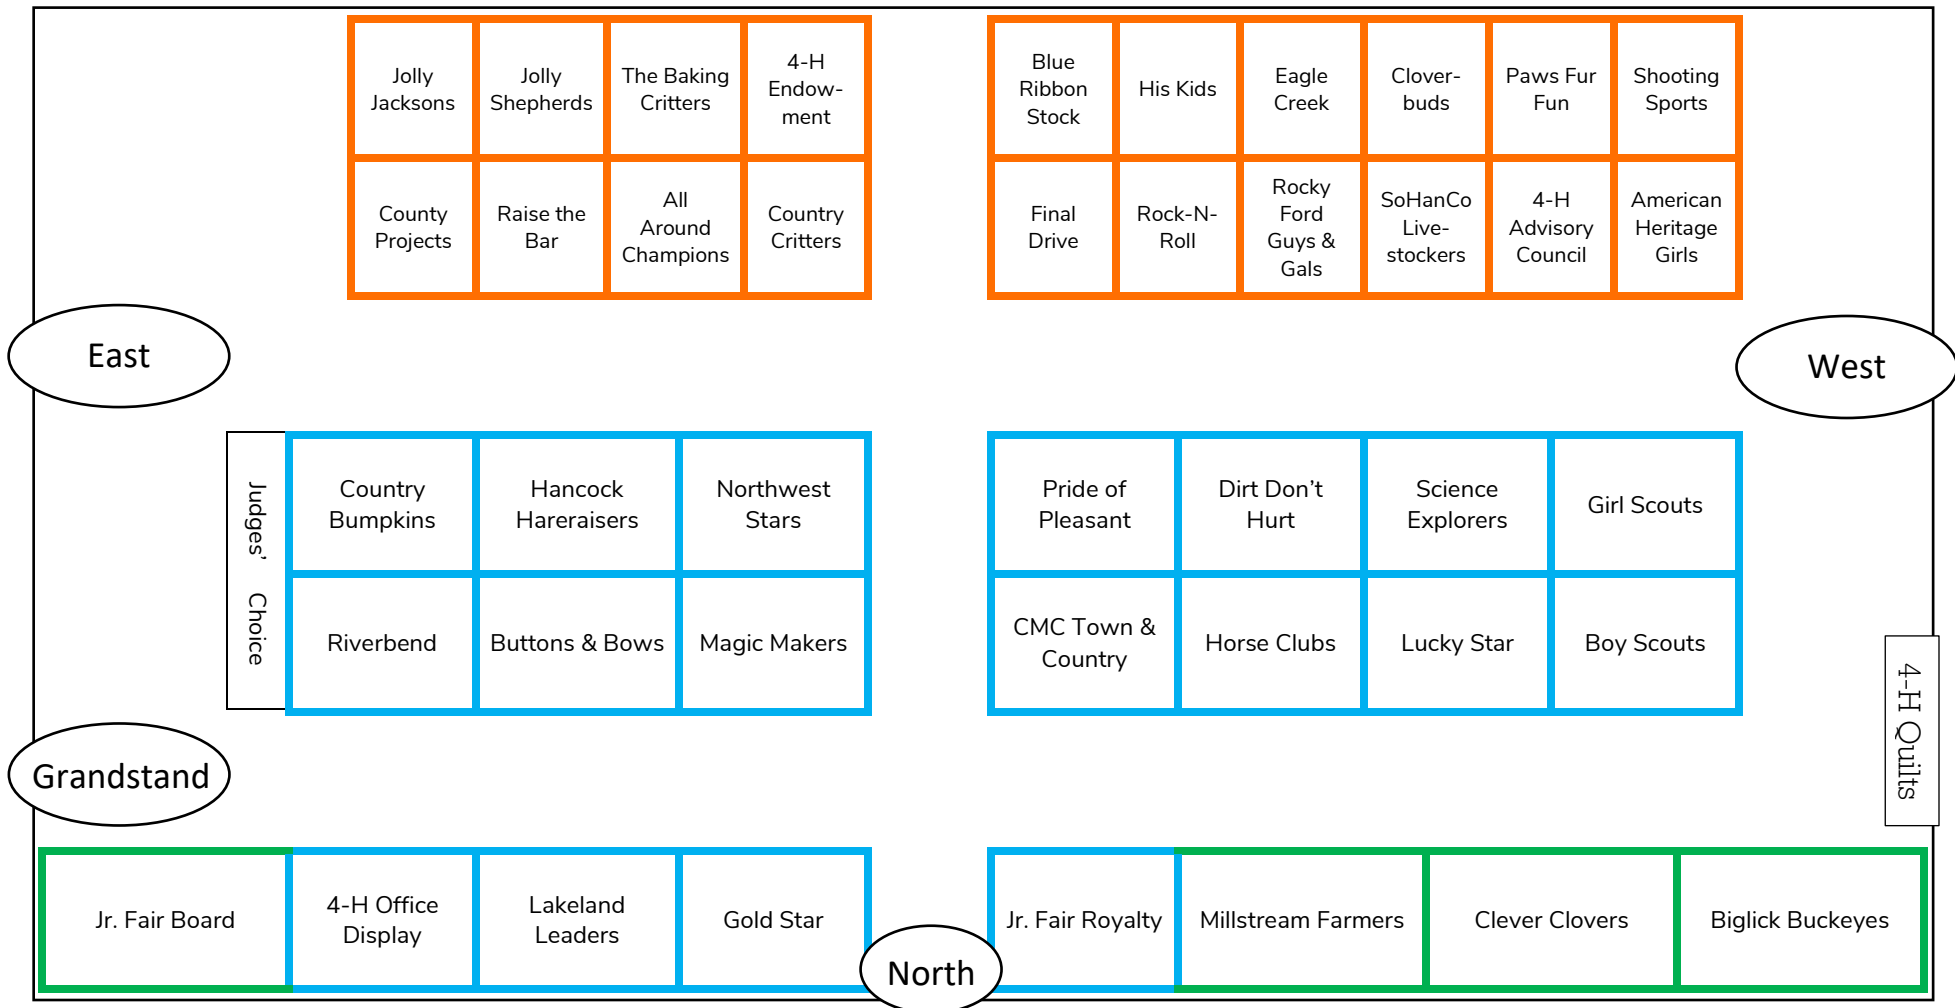 Jolly
Jacksons
Jolly
Shepherds
The Baking
Critters
4-H
Endow-
ment
Blue
Ribbon
Stock
His Kids
Eagle
Creek
Clover-
buds
Paws Fur
Fun
Shooting
Sports
County
Projects
Raise the
Bar
All
Around
Champions
Country
Critters
Final
Drive
Rock-N-
Roll
Rocky
Ford
Guys &
Gals
SoHanCo
Live-
stockers
4-H
Advisory
Council
American
Heritage
Girls
East
West
Judges' Choice
Country
Bumpkins
Hancock
Hareraisers
Northwest
Stars
Pride of
Pleasant
Dirt Don't
Hurt
Science
Explorers
Girl Scouts
Riverbend
Buttons & Bows
Magic Makers
CMC Town &
Country
Horse Clubs
Lucky Star
Boy Scouts
4-H Quilts
Grandstand
Jr. Fair Board
4-H Office
Display
Lakeland
Leaders
Gold Star
North
Jr. Fair Royalty
Millstream Farmers
Clever Clovers
Biglick Buckeyes